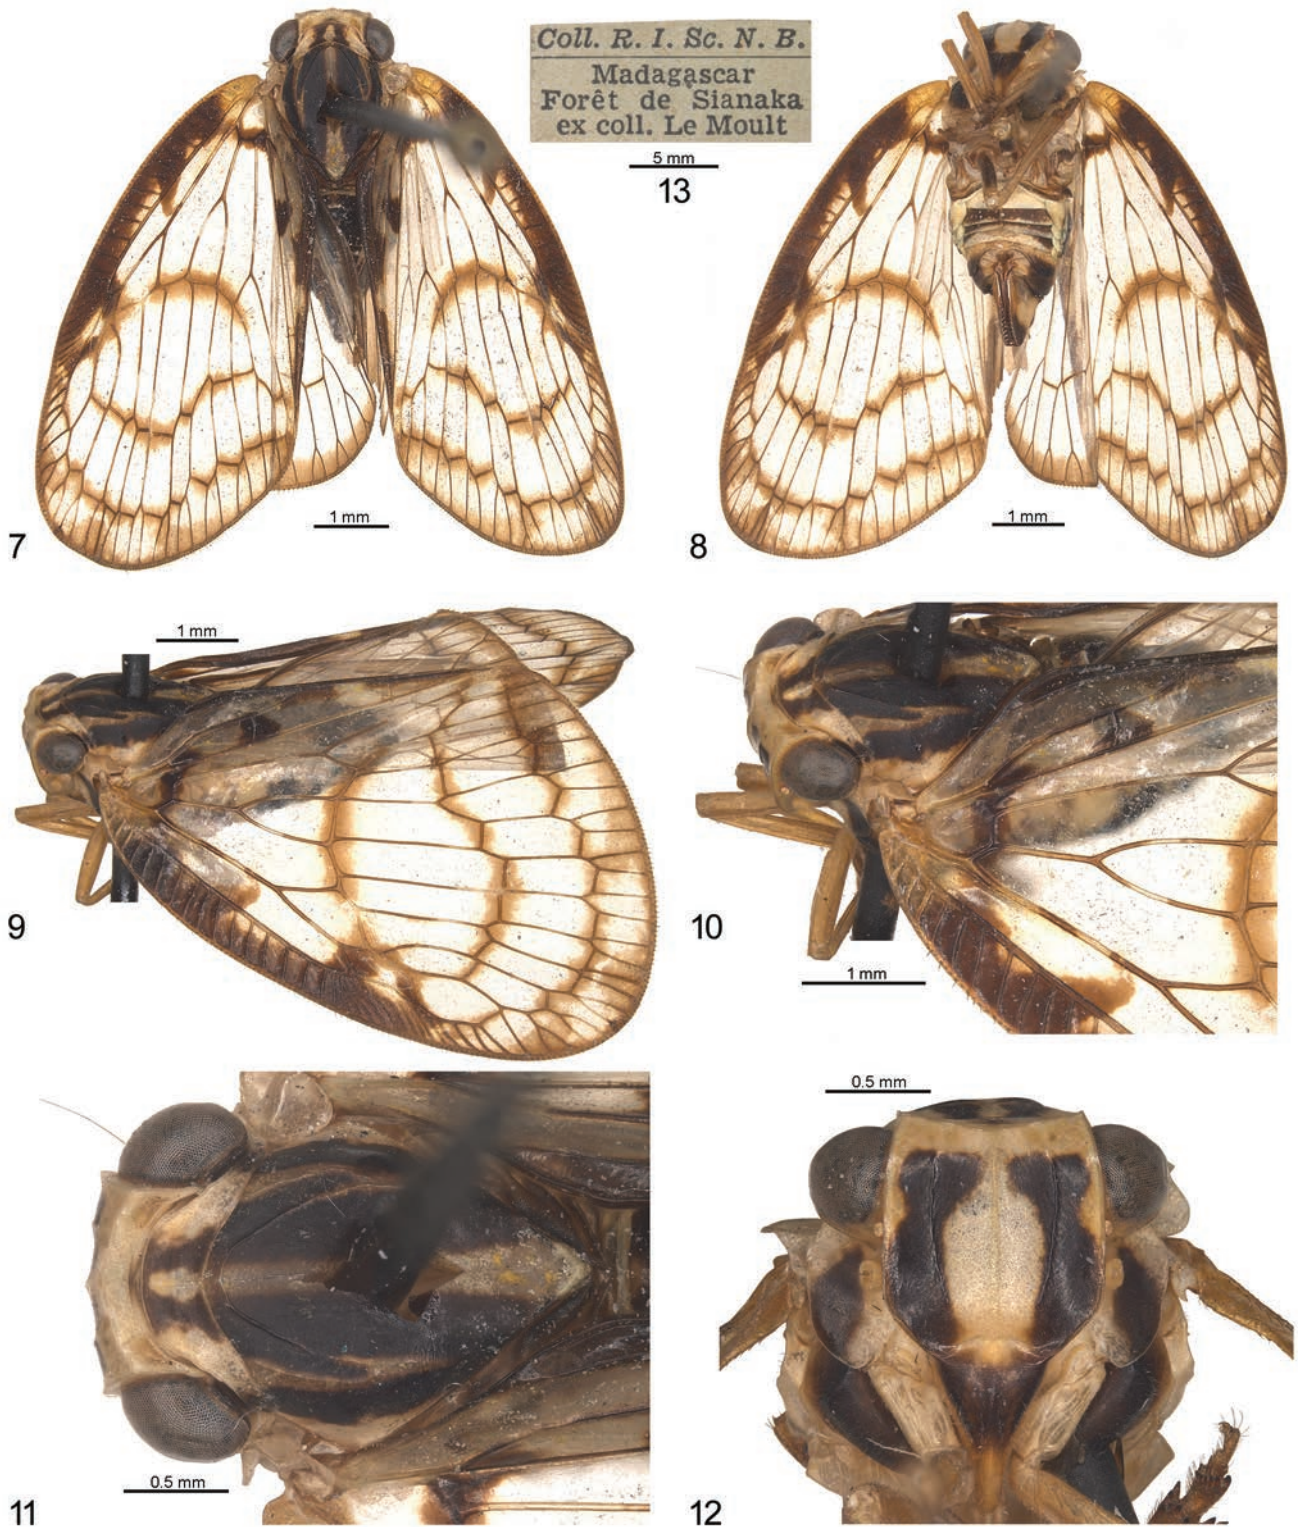 Coll. R. I. Sc. N. B.
Madagascar
Forêt de Sianaka
ex coll. Le Moult
5 mm
13
1 mm
7
1 mm
8
1 mm
9
1 mm
10
0.5 mm
11
0.5 mm
12